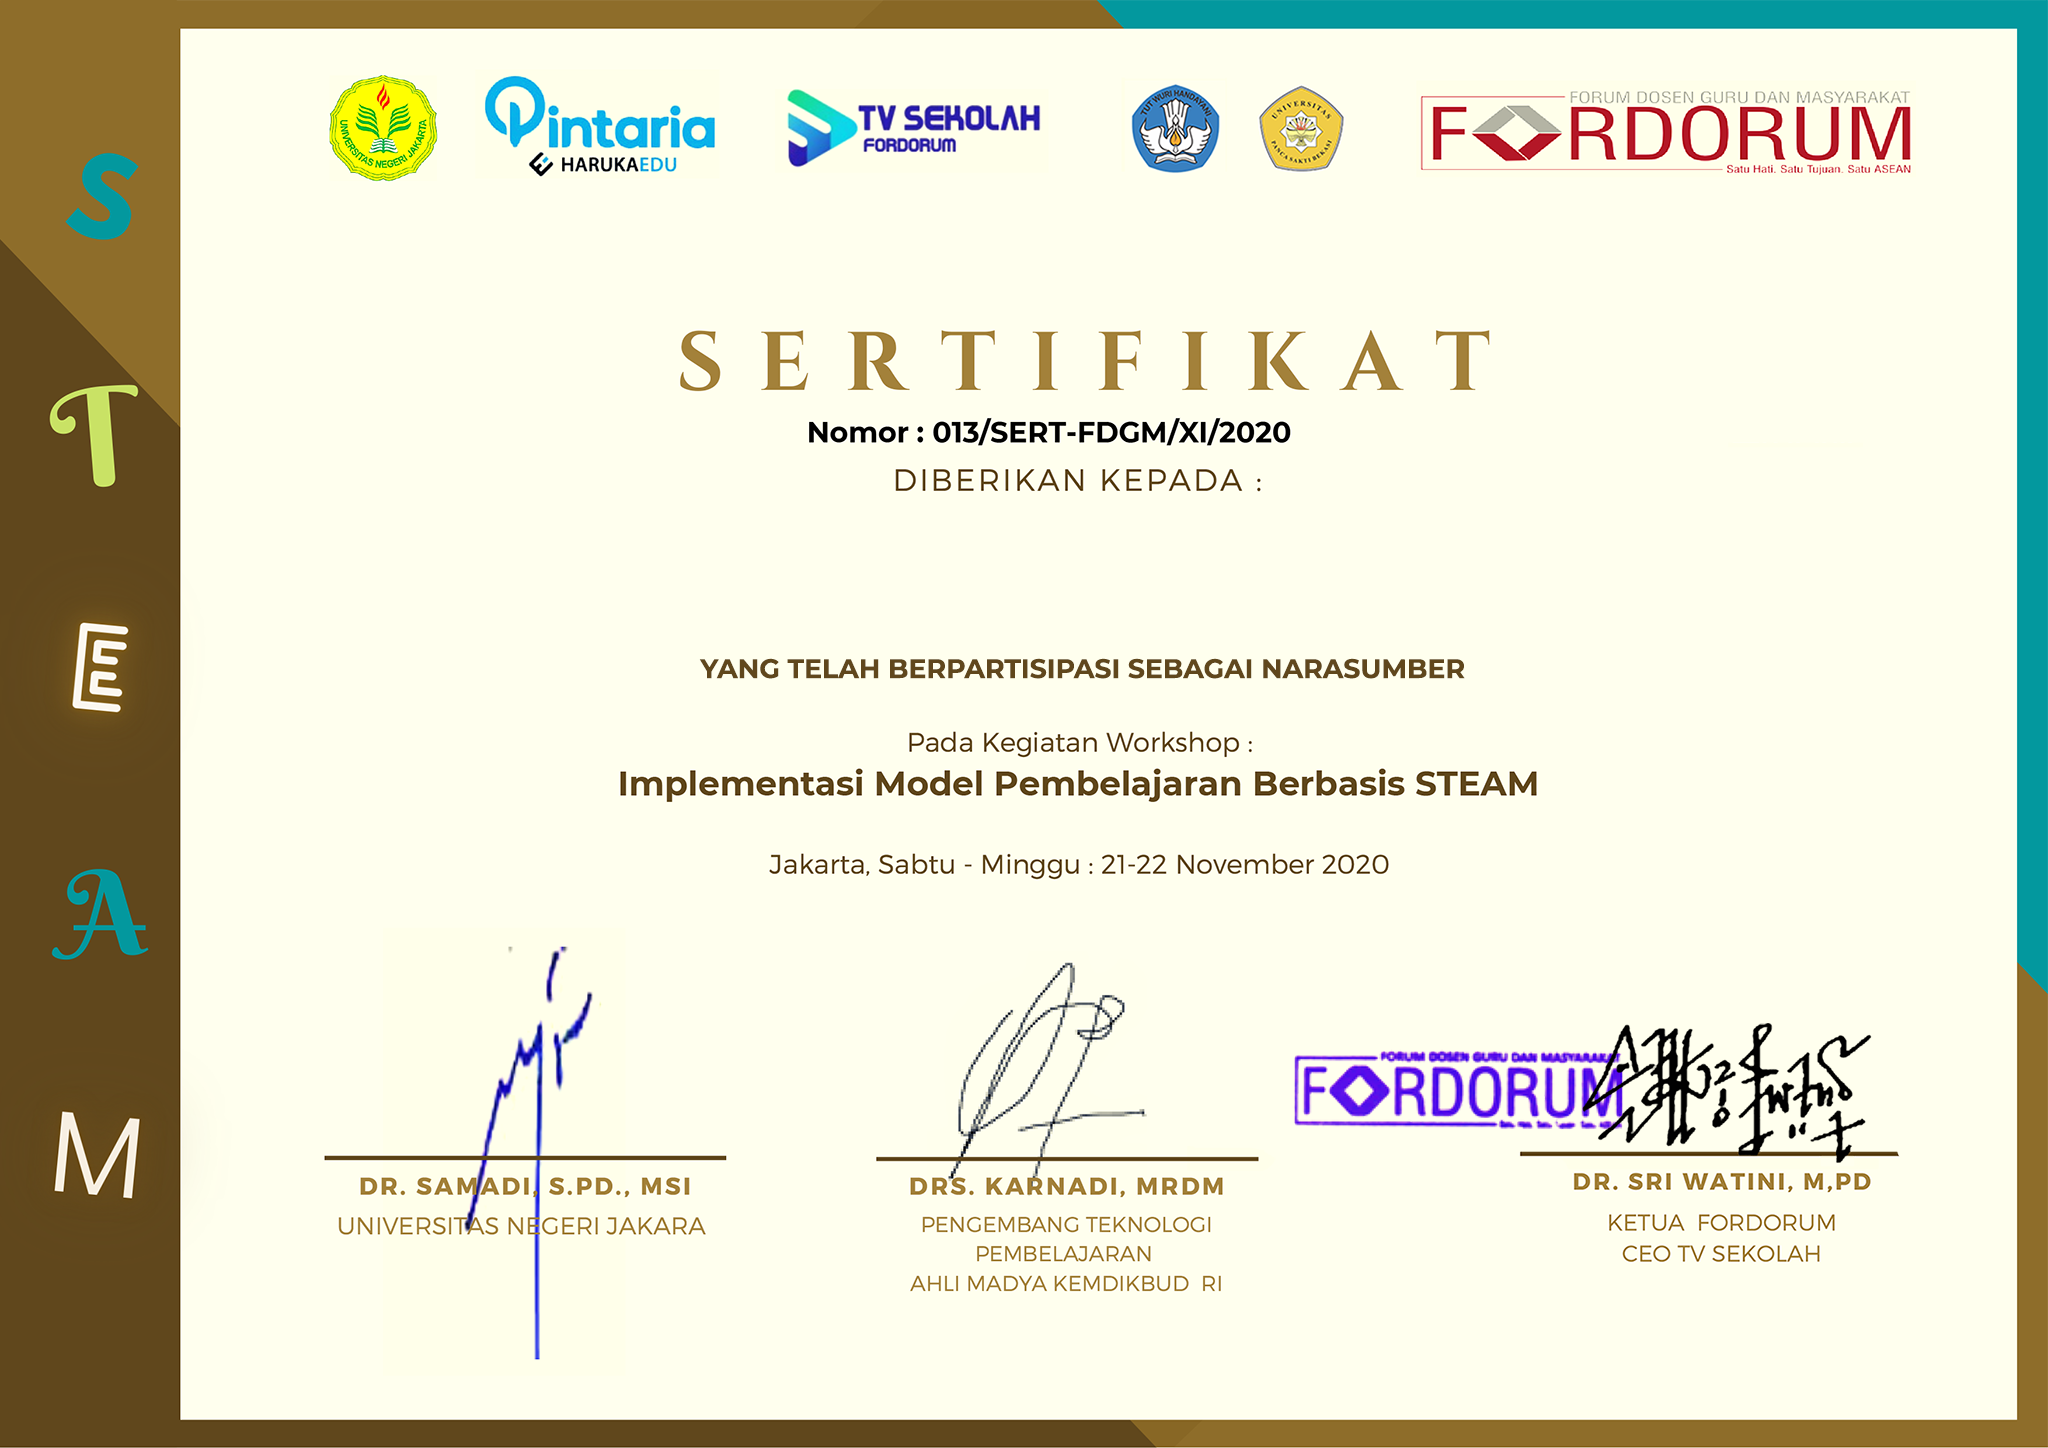 UNIVERSITAS NEGERI JAKARTA
Pintaria
HARUKAEDU
TV SEKOLAH
FORDORUM
TUT WURI HANDAYANI
UNIVERSITAS
PANCA SAKTI BEKASI
FORUM DOSEN GURU DAN MASYARAKAT
FORDORUM
Satu Hati. Satu Tujuan. Satu ASEAN
S
T
E
A
M
SERTIFIKAT
Nomor : 013/SERT-FDGM/XI/2020
DIBERIKAN KEPADA :
YANG TELAH BERPARTISIPASI SEBAGAI NARASUMBER
Pada Kegiatan Workshop :
Implementasi Model Pembelajaran Berbasis STEAM
Jakarta, Sabtu - Minggu : 21-22 November 2020
FORUM DOSEN GURU DAN MASYARAKAT
FORDORUM
DR. SAMADI, S.PD., MSI
UNIVERSITAS NEGERI JAKARA
DRS. KARNADI, MRDM
PENGEMBANG TEKNOLOGI
PEMBELAJARAN
AHLI MADYA KEMDIKBUD RI
DR. SRI WATINI, M,PD
KETUA FORDORUM
CEO TV SEKOLAH